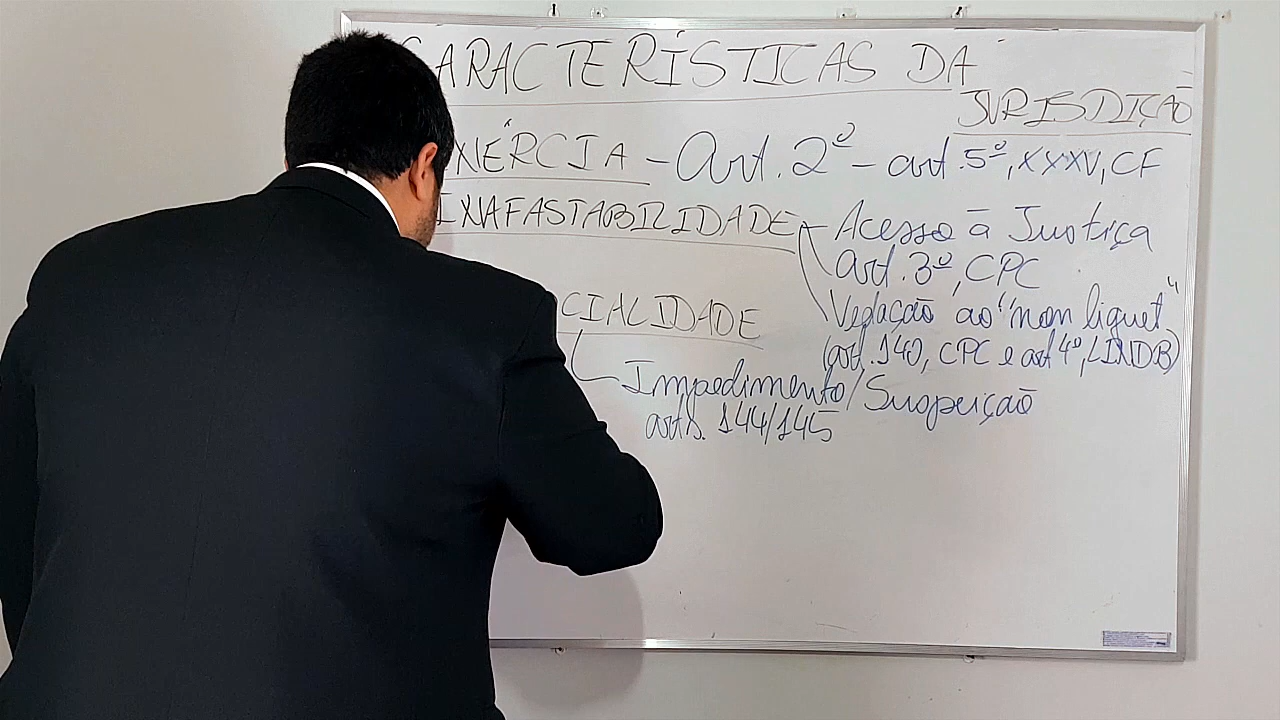 CARACTERÍSTICAS DA
JURISDIÇÃO
INÉRCIA - Art. 2º - art. 5º, XXXV, CF
INAFASTABILIDADE - Acesso à Justiça
art. 3º, CPC
Vedação ao "non liquet"
(art. 140, CPC e art 4º, LINDB)
CIALIDADE
Impedimento/Suspeição
arts. 144/145